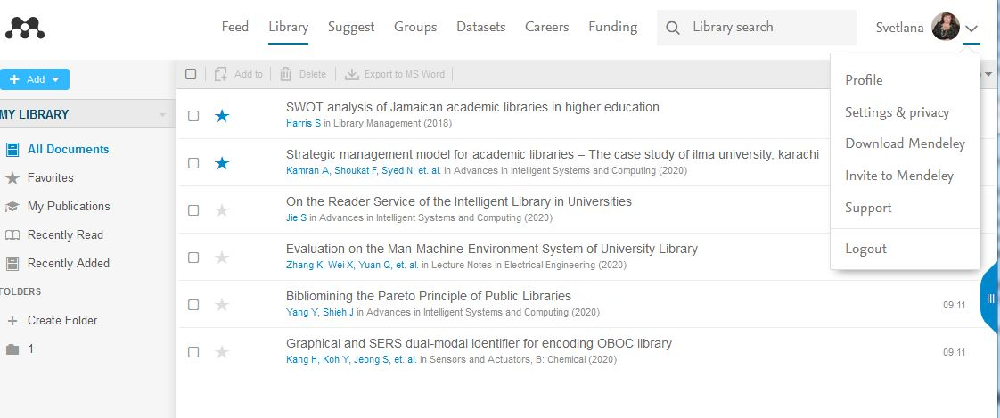 Feed Library Suggest Groups Datasets Careers Funding Library search Svetlana
Profile
Settings & privacy
Download Mendeley
Invite to Mendeley
Support
Logout
Add
MY LIBRARY
All Documents
Favorites
My Publications
Recently Read
Recently Added
FOLDERS
Create Folder...
1
Add to Delete Export to MS Word
SWOT analysis of Jamaican academic libraries in higher education
Harris S in Library Management (2018)
Strategic management model for academic libraries – The case study of ilma university, karachi
Kamran A, Shoukat F, Syed N, et. al. in Advances in Intelligent Systems and Computing (2020)
On the Reader Service of the Intelligent Library in Universities
Jie S in Advances in Intelligent Systems and Computing (2020)
Evaluation on the Man-Machine-Environment System of University Library
Zhang K, Wei X, Yuan Q, et. al. in Lecture Notes in Electrical Engineering (2020)
Bibliomining the Pareto Principle of Public Libraries
Yang Y, Shieh J in Advances in Intelligent Systems and Computing (2020)
09:11
Graphical and SERS dual-modal identifier for encoding OBOC library
Kang H, Koh Y, Jeong S, et. al. in Sensors and Actuators, B: Chemical (2020)
09:11